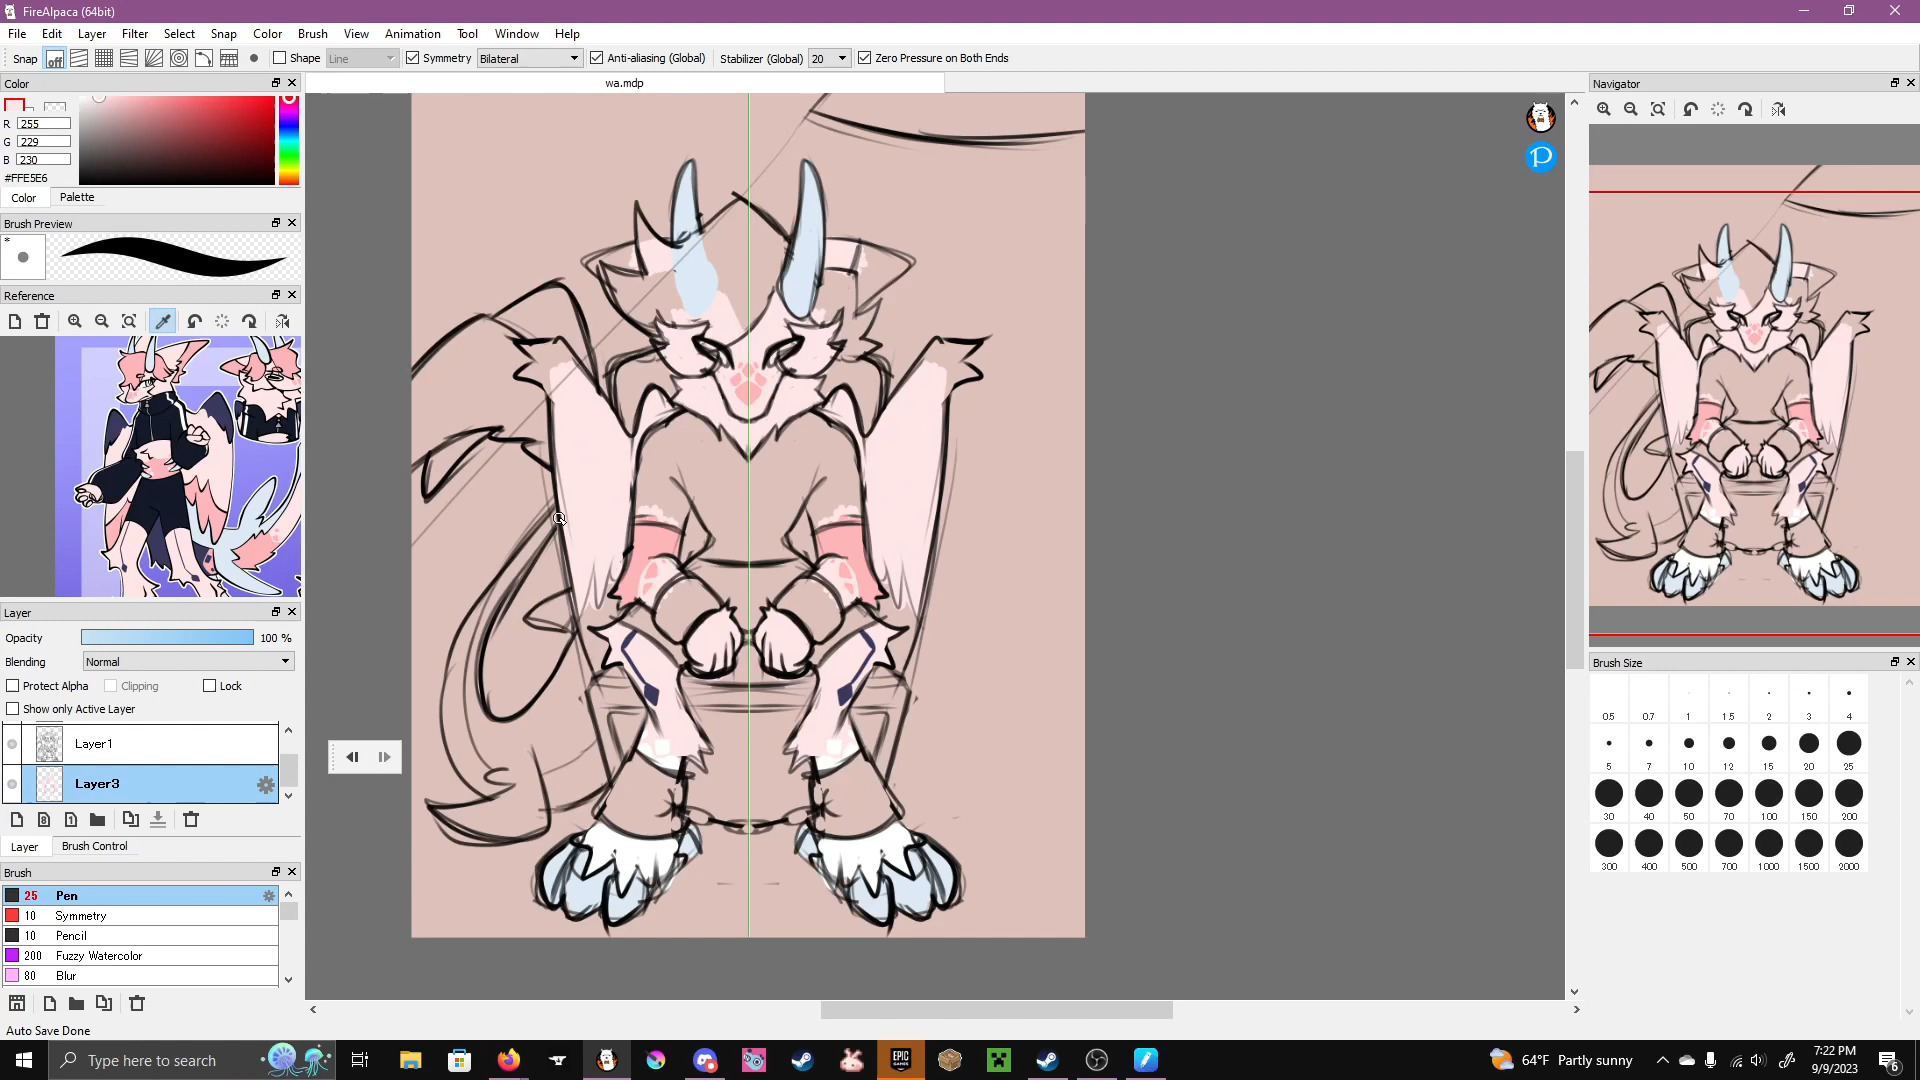 FireAlpaca (64bit)
File Edit Layer Filter Select Snap Color Brush View Animation Tool Window Help
Snap off Shape Line Symmetry Bilateral Anti-aliasing (Global) Stabilizer (Global) 20 Zero Pressure on Both Ends
Color
wa.mdp
Navigator
R 255
G 229
B 230
#FFE5E6
Color Palette
Brush Preview
*
Reference
Layer
Opacity 100 %
Blending Normal
Protect Alpha Clipping Lock
Show only Active Layer
Layer1
Layer3
8 1
Layer Brush Control
Brush
25 Pen
10 Symmetry
10 Pencil
200 Fuzzy Watercolor
80 Blur
Auto Save Done
P
Brush Size
0.5 0.7 1 1.5 2 3 4
5 7 10 12 15 20 25
30 40 50 70 100 150 200
300 400 500 700 1000 1500 2000
Type here to search
EPIC
GAMES
64°F Partly sunny
7:22 PM
9/9/2023
6